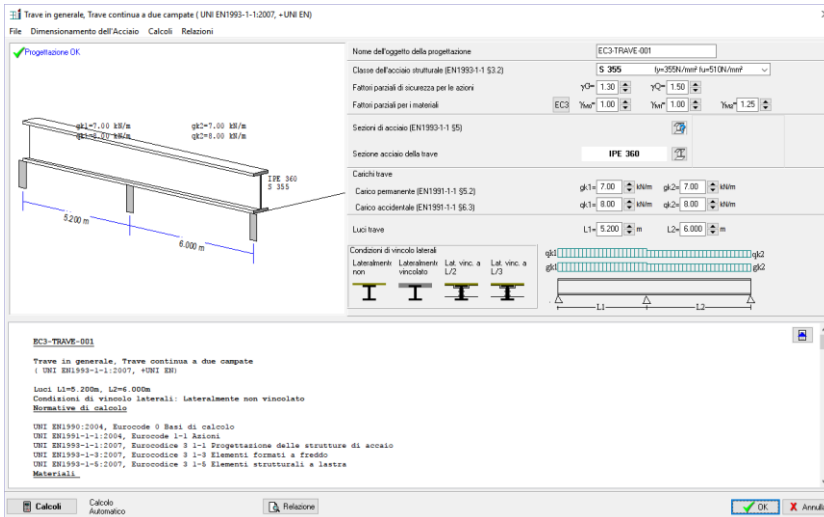 Trave in generale, Trave continua a due campate ( UNI EN1993-1-1:2007, +UNI EN)
File Dimensionamento dell'Acciaio Calcoli Relazioni
Progettazione OK
gk1=7.00 kN/m gk2=7.00 kN/m
qk1=8.00 kN/m qk2=8.00 kN/m
IPE 360
S 355
5.200 m
6.000 m
Nome dell'oggetto della progettazione EC3-TRAVE-001
Classe dell'acciaio strutturale (EN1993-1-1 §3.2) S 355 fy=355N/mm² fu=510N/mm²
Fattori parziali di sicurezza per le azioni γG= 1.30 γQ= 1.50
Fattori parziali per i materiali EC3 γM0= 1.00 γM1= 1.00 γM2= 1.25
Sezioni di acciaio (EN1993-1-1 §5)
Sezione acciaio della trave IPE 360
Carichi trave
Carico permanente (EN1991-1-1 §5.2) gk1= 7.00 kN/m gk2= 7.00 kN/m
Carico accidentale (EN1991-1-1 §6.3) qk1= 8.00 kN/m qk2= 8.00 kN/m
Luci trave L1= 5.200 m L2= 6.000 m
Condizioni di vincolo laterali
Lateralmente non
Lateralmente vincolato
Lat. vinc. a L/2
Lat. vinc. a L/3
qk1 qk2
gk1 gk2
L1 L2
EC3-TRAVE-001
Trave in generale, Trave continua a due campate
( UNI EN1993-1-1:2007, +UNI EN)
Luci L1=5.200m, L2=6.000m
Condizioni di vincolo laterali: Lateralmente non vincolato
Normative di calcolo
UNI EN1990:2004, Eurocode 0 Basi di calcolo
UNI EN1991-1-1:2004, Eurocode 1-1 Azioni
UNI EN1993-1-1:2007, Eurocodice 3 1-1 Progettazione delle strutture di accaio
UNI EN1993-1-3:2007, Eurocodice 3 1-3 Elementi formati a freddo
UNI EN1993-1-5:2007, Eurocodice 3 1-5 Elementi strutturali a lastra
Materiali
Calcoli
Calcolo
Automatico
Relazione
OK
Annulla